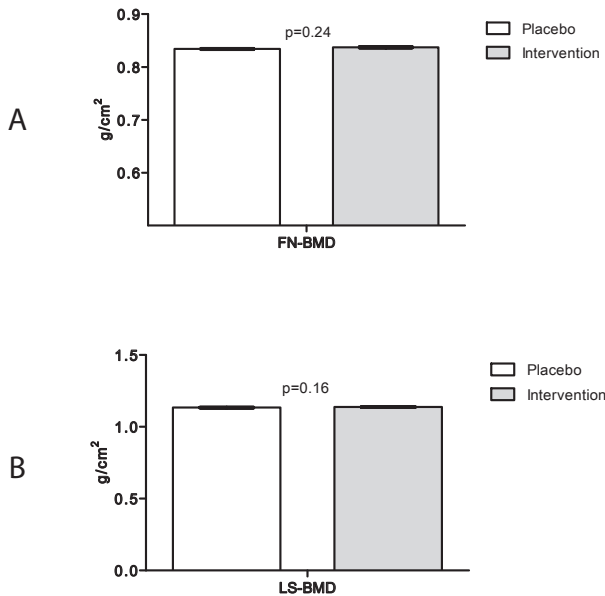 A
g/cm²
0.9
0.8
0.7
0.6
p=0.24
FN-BMD
Placebo
Intervention
B
g/cm²
1.5
1.0
0.5
0.0
p=0.16
LS-BMD
Placebo
Intervention